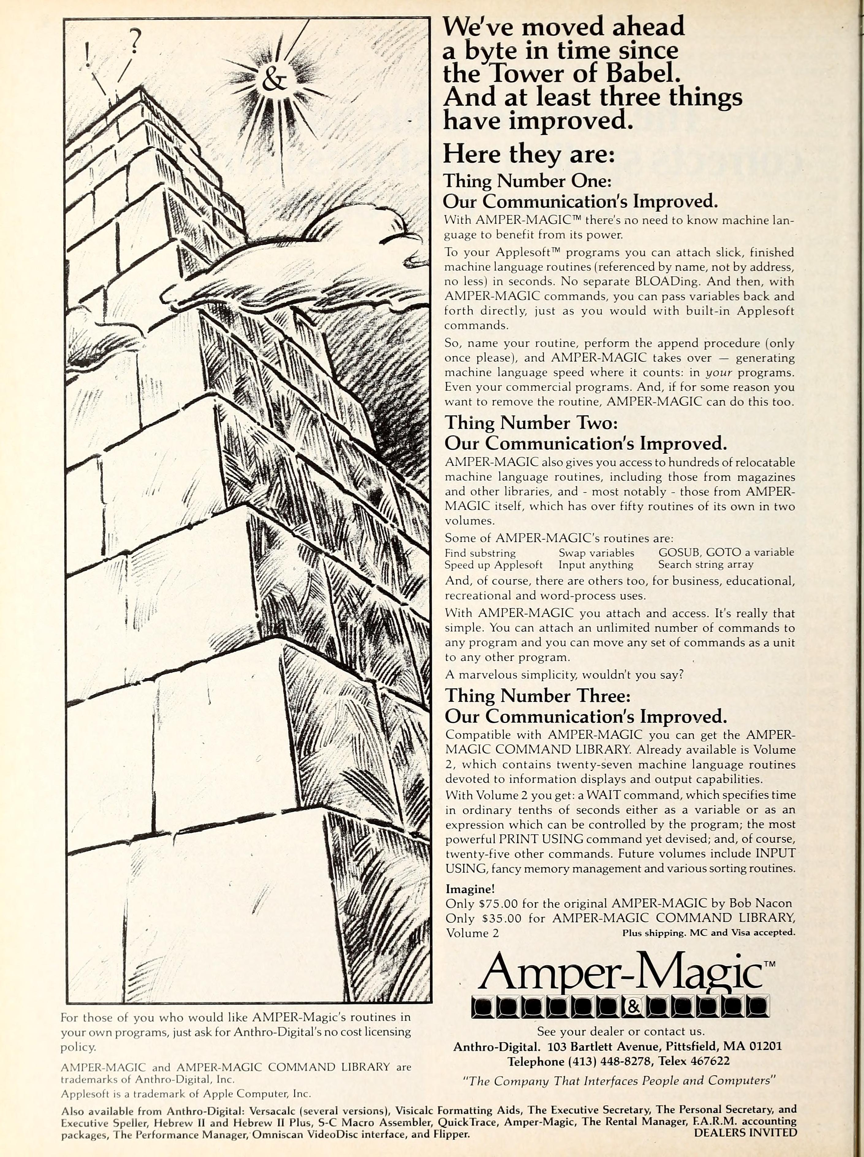 ! ?
&
We've moved ahead
a byte in time since
the Tower of Babel.
And at least three things
have improved.
Here they are:
Thing Number One:
Our Communication's Improved.
With AMPER-MAGIC™ there's no need to know machine lan-
guage to benefit from its power.
To your Applesoft™ programs you can attach slick, finished
machine language routines (referenced by name, not by address,
no less) in seconds. No separate BLOADing. And then, with
AMPER-MAGIC commands, you can pass variables back and
forth directly, just as you would with built-in Applesoft
commands.
So, name your routine, perform the append procedure (only
once please), and AMPER-MAGIC takes over — generating
machine language speed where it counts: in your programs.
Even your commercial programs. And, if for some reason you
want to remove the routine, AMPER-MAGIC can do this too.
Thing Number Two:
Our Communication's Improved.
AMPER-MAGIC also gives you access to hundreds of relocatable
machine language routines, including those from magazines
and other libraries, and - most notably - those from AMPER-
MAGIC itself, which has over fifty routines of its own in two
volumes.
Some of AMPER-MAGIC's routines are:
Find substring Swap variables GOSUB, GOTO a variable
Speed up Applesoft Input anything Search string array
And, of course, there are others too, for business, educational,
recreational and word-process uses.
With AMPER-MAGIC you attach and access. It's really that
simple. You can attach an unlimited number of commands to
any program and you can move any set of commands as a unit
to any other program.
A marvelous simplicity, wouldn't you say?
Thing Number Three:
Our Communication's Improved.
Compatible with AMPER-MAGIC you can get the AMPER-
MAGIC COMMAND LIBRARY. Already available is Volume
2, which contains twenty-seven machine language routines
devoted to information displays and output capabilities.
With Volume 2 you get: a WAIT command, which specifies time
in ordinary tenths of seconds either as a variable or as an
expression which can be controlled by the program; the most
powerful PRINT USING command yet devised; and, of course,
twenty-five other commands. Future volumes include INPUT
USING, fancy memory management and various sorting routines.
Imagine!
Only $75.00 for the original AMPER-MAGIC by Bob Nacon
Only $35.00 for AMPER-MAGIC COMMAND LIBRARY,
Volume 2 Plus shipping. MC and Visa accepted.
Amper-Magic™
&
See your dealer or contact us.
Anthro-Digital. 103 Bartlett Avenue, Pittsfield, MA 01201
Telephone (413) 448-8278, Telex 467622
"The Company That Interfaces People and Computers"
For those of you who would like AMPER-Magic's routines in
your own programs, just ask for Anthro-Digital's no cost licensing
policy.
AMPER-MAGIC and AMPER-MAGIC COMMAND LIBRARY are
trademarks of Anthro-Digital, Inc.
Applesoft is a trademark of Apple Computer, Inc.
Also available from Anthro-Digital: Versacalc (several versions), Visicalc Formatting Aids, The Executive Secretary, The Personal Secretary, and
Executive Speller, Hebrew II and Hebrew II Plus, S-C Macro Assembler, QuickTrace, Amper-Magic, The Rental Manager, F.A.R.M. accounting
packages, The Performance Manager, Omniscan VideoDisc interface, and Flipper. DEALERS INVITED